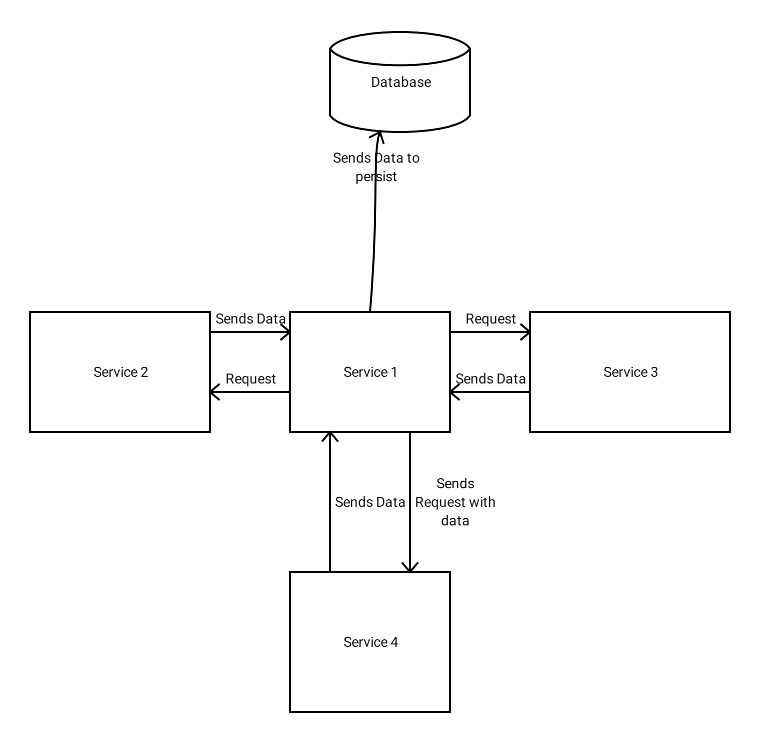 Database
Sends Data to
persist
Sends Data
Request
Service 2
Service 1
Service 3
Request
Sends Data
Sends Data
Sends
Request with
data
Service 4